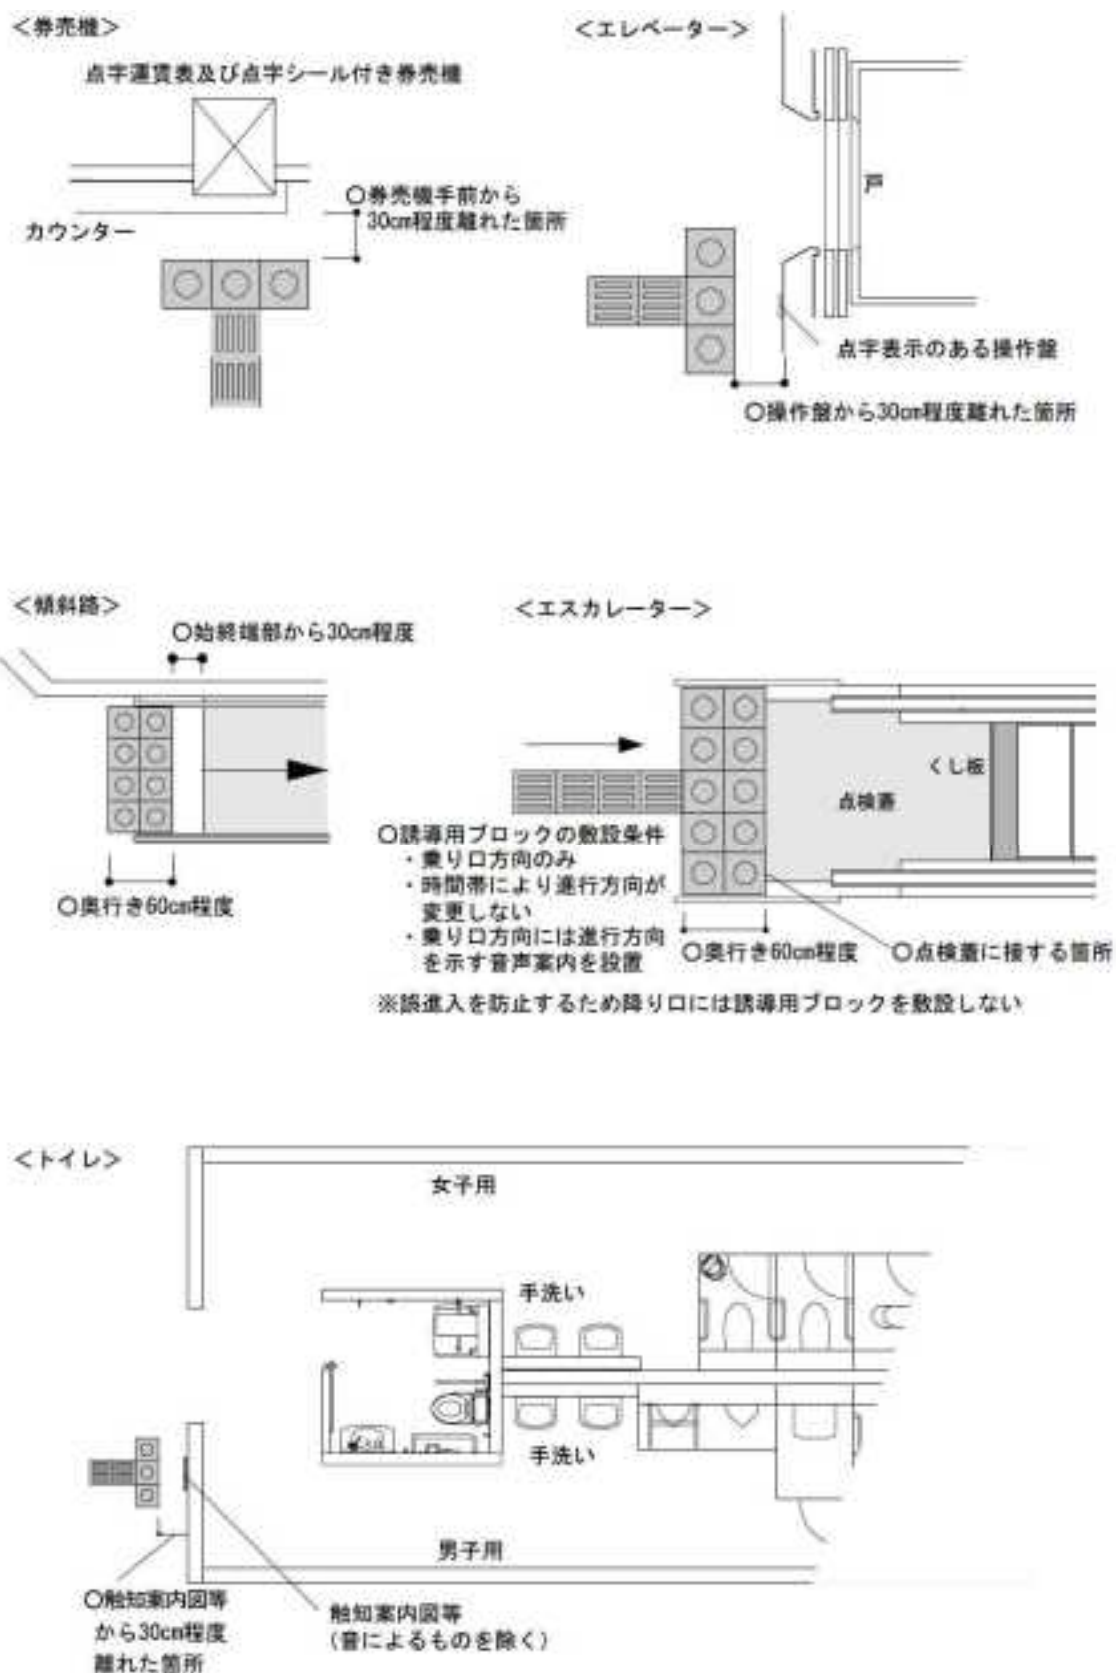 ＜券売機＞
点字運賃表及び点字シール付き券売機
カウンター
○券売機手前から
30cm程度離れた箇所
＜エレベーター＞
戸
点字表示のある操作盤
○操作盤から30cm程度離れた箇所
＜傾斜路＞
○始終端部から30cm程度
○奥行き60cm程度
＜エスカレーター＞
くし板
点検蓋
○誘導用ブロックの敷設条件
・乗り口方向のみ
・時間帯により進行方向が
変更しない
・乗り口方向には進行方向
を示す音声案内を設置
○奥行き60cm程度
○点検蓋に接する箇所
※誤進入を防止するため降り口には誘導用ブロックを敷設しない
＜トイレ＞
女子用
手洗い
手洗い
男子用
○触知案内図等
から30cm程度
離れた箇所
触知案内図等
（音によるものを除く）